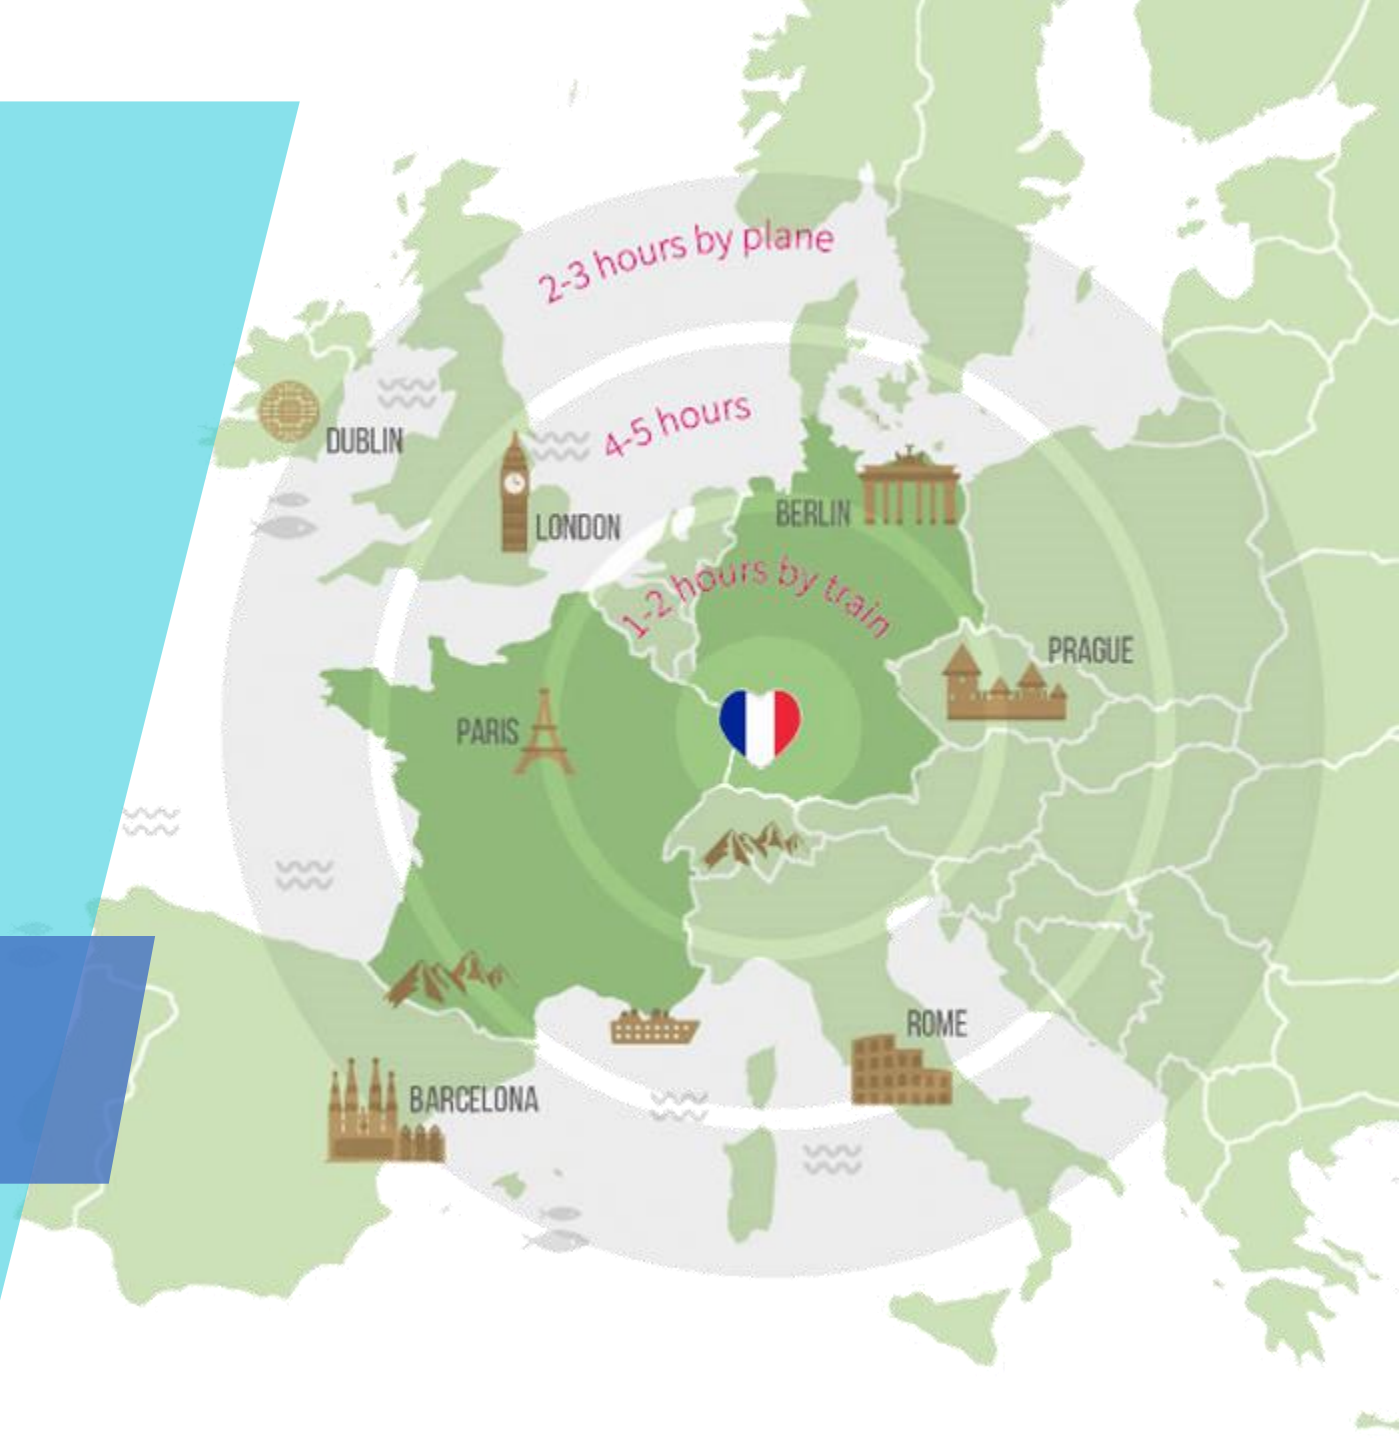 2-3 hours by plane
4-5 hours
DUBLIN
LONDON
BERLIN
1-2 hours by train
PRAGUE
PARIS
ROME
BARCELONA